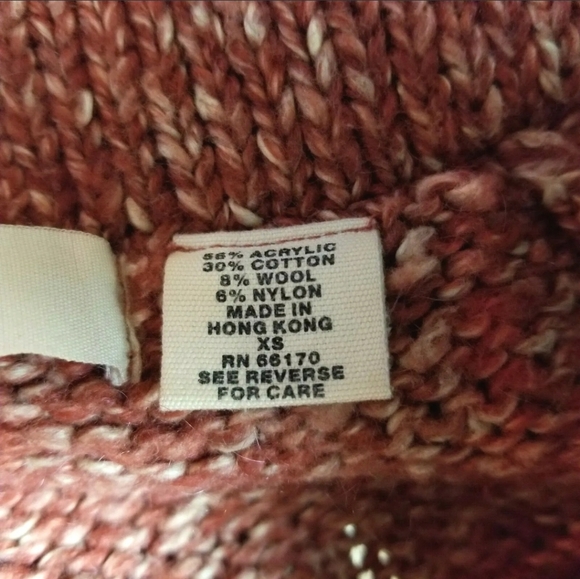 56% ACRYLIC
30% COTTON
8% WOOL
6% NYLON
MADE IN
HONG KONG
XS
RN 66170
SEE REVERSE
FOR CARE